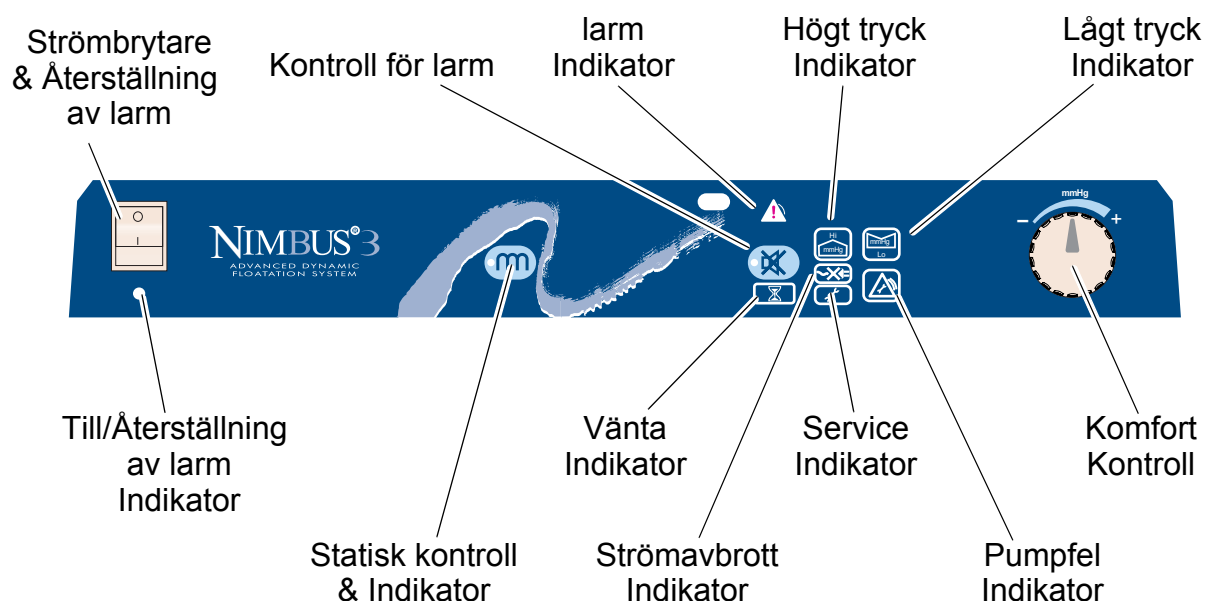 Strömbrytare
& Återställning
av larm
Kontroll för larm
larm
Indikator
Högt tryck
Indikator
Lågt tryck
Indikator
NIMBUS®3
ADVANCED DYNAMIC
FLOATATION SYSTEM
Hi
mmHg
mmHg
Lo
mmHg
− +
Till/Återställning
av larm
Indikator
Statisk kontroll
& Indikator
Vänta
Indikator
Strömavbrott
Indikator
Service
Indikator
Pumpfel
Indikator
Komfort
Kontroll